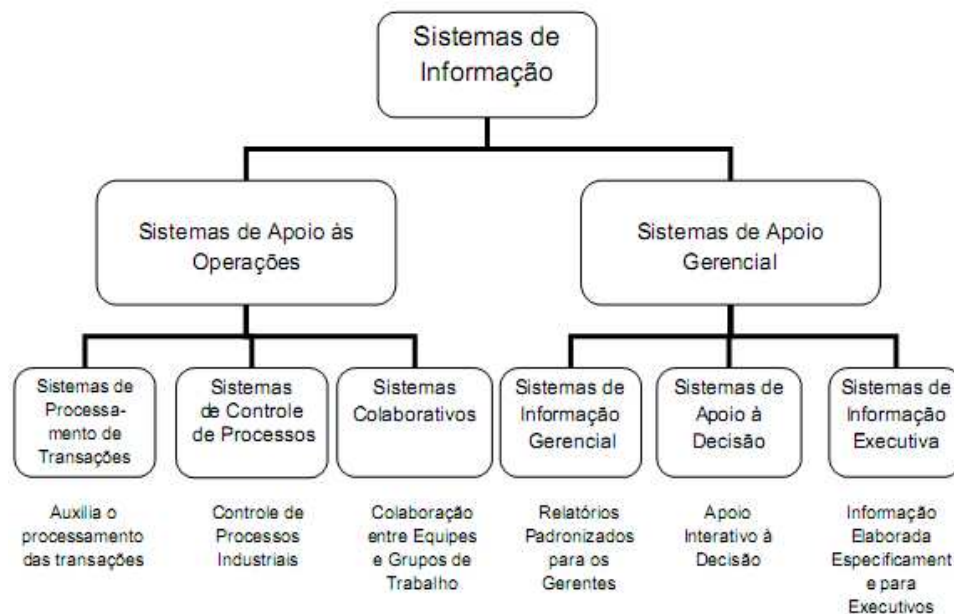 Sistemas de
Informação
Sistemas de Apoio às
Operações
Sistemas de Apoio
Gerencial
Sistemas de
Processa-
mento de
Transações
Sistemas
de Controle
de Processos
Sistemas
Colaborativos
Sistemas de
Informação
Gerencial
Sistemas de
Apoio à
Decisão
Sistemas de
Informação
Executiva
Auxilia o
processamento
das transações
Controle de
Processos
Industriais
Colaboração
entre Equipes
e Grupos de
Trabalho
Relatórios
Padronizados
para os
Gerentes
Apoio
Interativo à
Decisão
Informação
Elaborada
Especificament
e para
Executivos